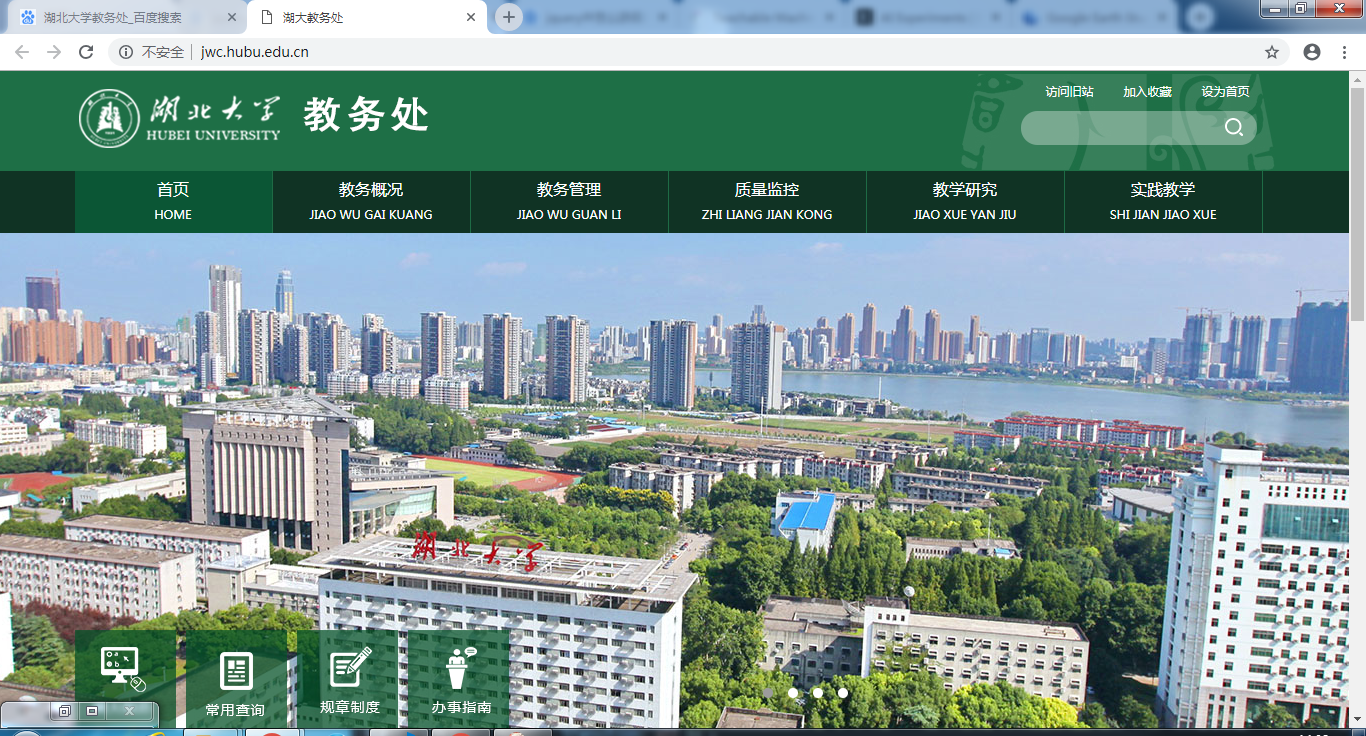 湖北大学教务处_百度搜索
湖大教务处
不安全
jwc.hubu.edu.cn
湖北大学
HUBEI UNIVERSITY
教务处
访问旧站 加入收藏 设为首页
首页 教务概况 教务管理 质量监控 教学研究 实践教学
HOME JIAO WU GAI KUANG JIAO WU GUAN LI ZHI LIANG JIAN KONG JIAO XUE YAN JIU SHI JIAN JIAO XUE
湖北大学
常用查询 规章制度 办事指南